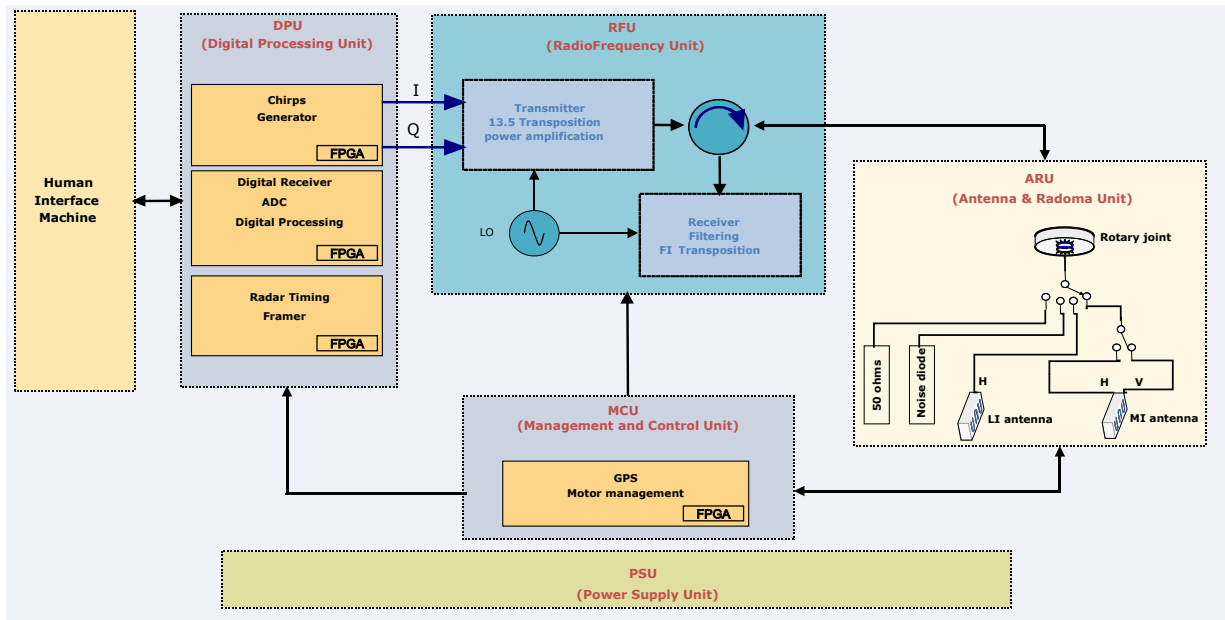 Human
Interface
Machine
DPU
(Digital Processing Unit)
Chirps
Generator
FPGA
Digital Receiver
ADC
Digital Processing
FPGA
Radar Timing
Framer
FPGA
I
Q
RFU
(RadioFrequency Unit)
Transmitter
13.5 Transposition
power amplification
LO
Receiver
Filtering
FI Transposition
ARU
(Antenna & Radoma Unit)
Rotary joint
50 ohms
Noise diode
H
LI antenna
H V
MI antenna
MCU
(Management and Control Unit)
GPS
Motor management
FPGA
PSU
(Power Supply Unit)